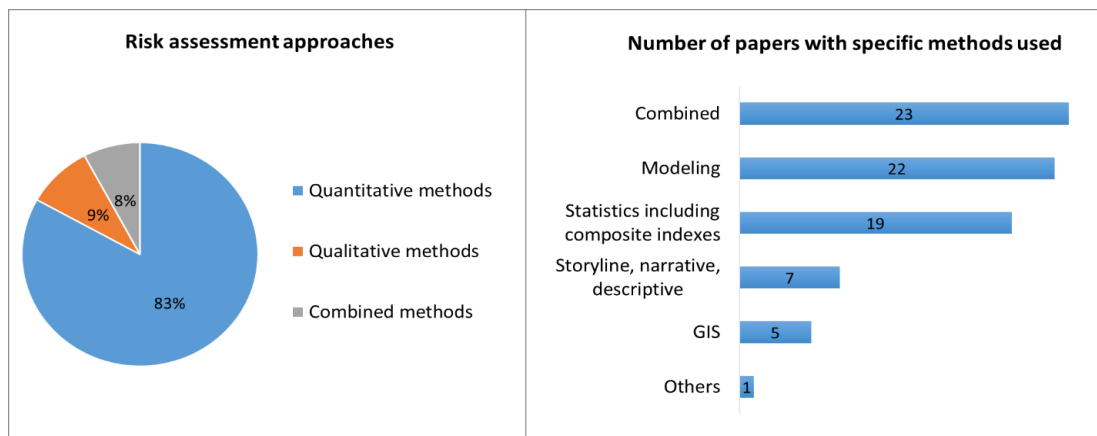 Risk assessment approaches
83%
9%
8%
Quantitative methods
Qualitative methods
Combined methods
Number of papers with specific methods used
Combined
23
Modeling
22
Statistics including
composite indexes
19
Storyline, narrative,
descriptive
7
GIS
5
Others
1